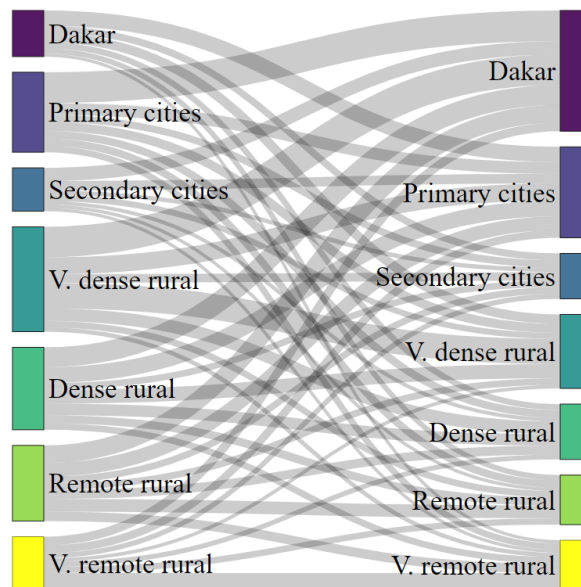 Dakar
Primary cities
Secondary cities
V. dense rural
Dense rural
Remote rural
V. remote rural
Dakar
Primary cities
Secondary cities
V. dense rural
Dense rural
Remote rural
V. remote rural